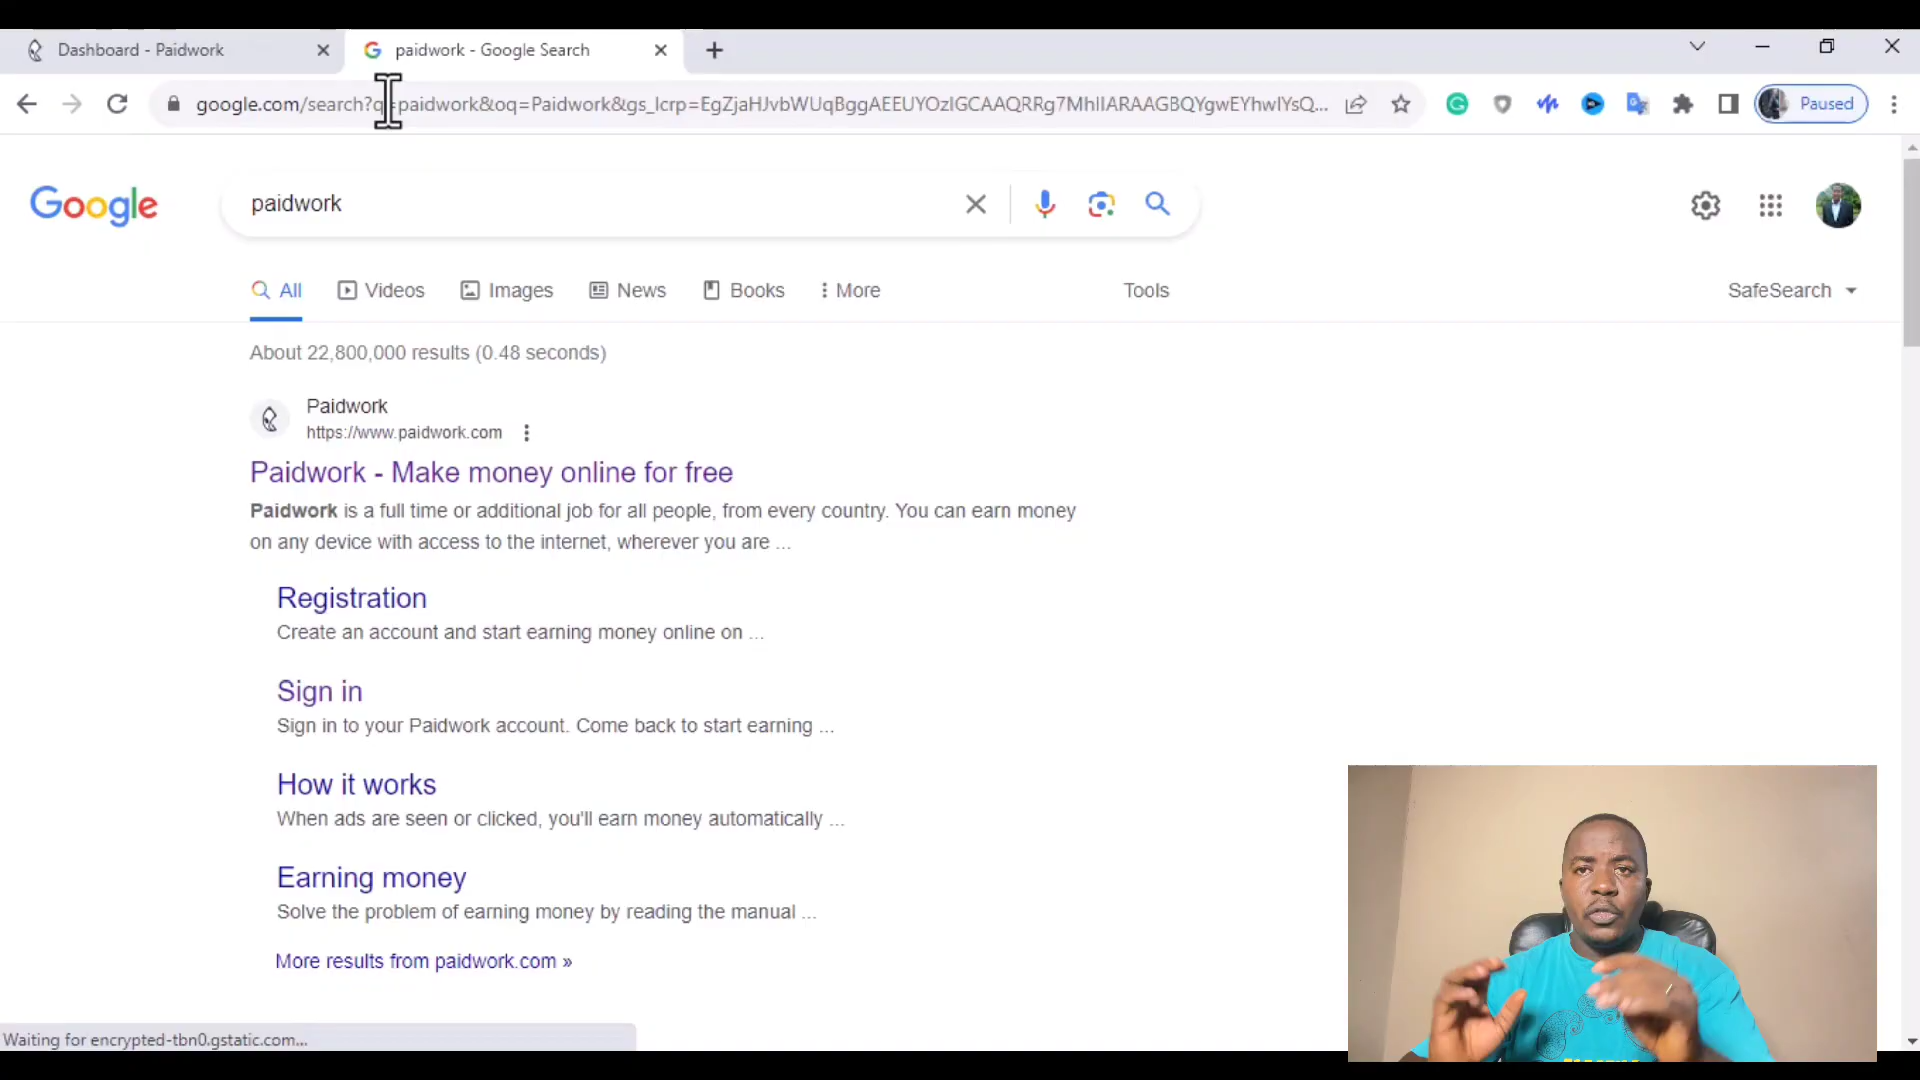 Dashboard - Paidwork
paidwork - Google Search
google.com/search?q=paidwork&oq=Paidwork&gs_lcrp=EgZjaHJvbWUqBggAEEUYOzIGCAAQRRg7MhIIARAAGBQYgwEYhwIYsQ...
Paused
Google
paidwork
All
Videos
Images
News
Books
More
Tools
SafeSearch
About 22,800,000 results (0.48 seconds)
Paidwork
https://www.paidwork.com
Paidwork - Make money online for free
Paidwork is a full time or additional job for all people, from every country. You can earn money
on any device with access to the internet, wherever you are ...
Registration
Create an account and start earning money online on ...
Sign in
Sign in to your Paidwork account. Come back to start earning ...
How it works
When ads are seen or clicked, you'll earn money automatically ...
Earning money
Solve the problem of earning money by reading the manual ...
More results from paidwork.com »
Waiting for encrypted-tbn0.gstatic.com...